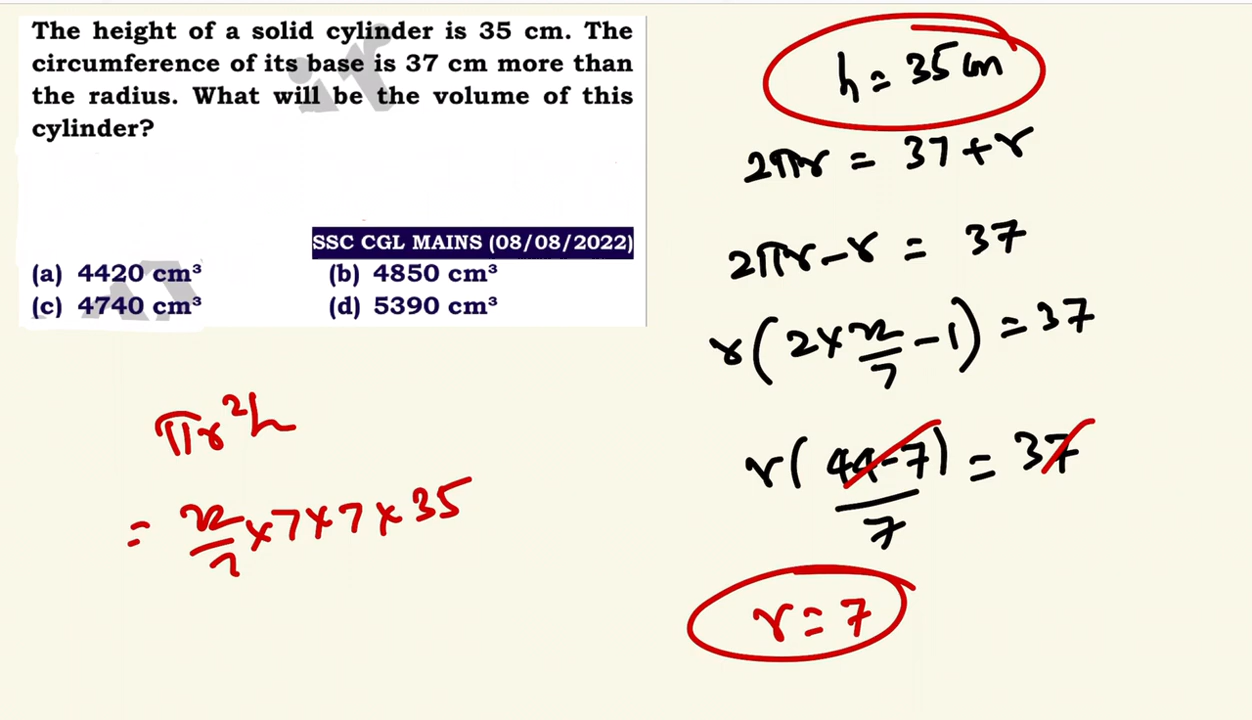 The height of a solid cylinder is 35 cm. The
circumference of its base is 37 cm more than
the radius. What will be the volume of this
cylinder?
SSC CGL MAINS (08/08/2022)
(a) 4420 cm³ (b) 4850 cm³
(c) 4740 cm³ (d) 5390 cm³
h = 35 cm
2πr = 37 + r
2πr - r = 37
r(2 × 22/7 - 1) = 37
r(44-7)/7 = 37
r = 7
πr²h
= 22/7 × 7 × 7 × 35